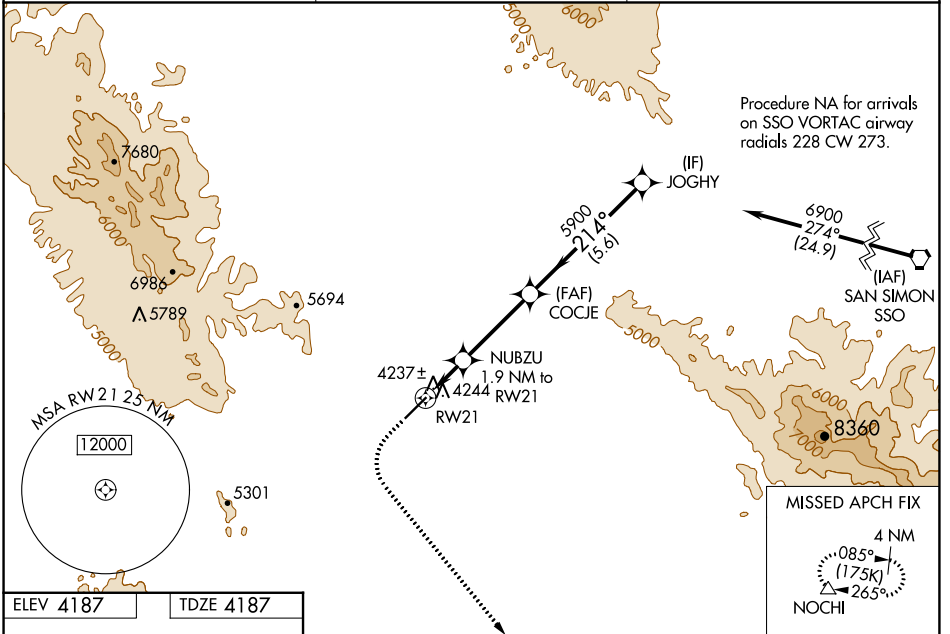 5000
5000
7680
6000
6986
5789
5694
5000
Procedure NA for arrivals
on SSO VORTAC airway
radials 228 CW 273.
(IF)
JOGHY
5900
214°
(5.6)
6900
274°
(24.9)
(IAF)
SAN SIMON
SSO
(FAF)
COCJE
5000
NUBZU
1.9 NM to
RW21
4237±
4244
RW21
6000
7000
8360
MSA RW21 25 NM
12000
5301
MISSED APCH FIX
4 NM
085°
(175K)
265°
NOCHI
ELEV 4187
TDZE 4187